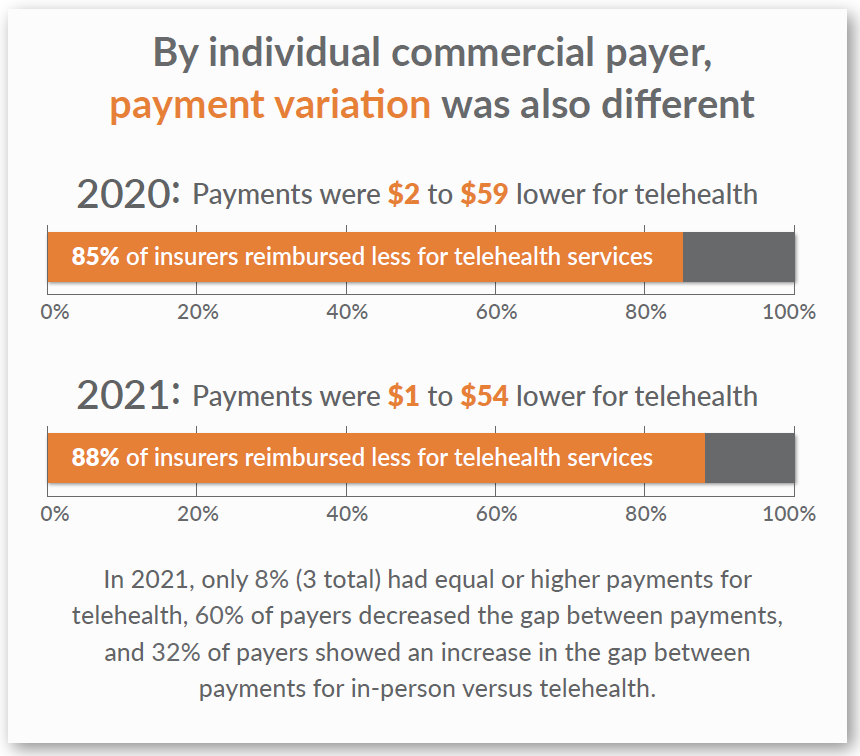 By individual commercial payer,
payment variation was also different
2020: Payments were $2 to $59 lower for telehealth
85% of insurers reimbursed less for telehealth services
0% 20% 40% 60% 80% 100%
2021: Payments were $1 to $54 lower for telehealth
88% of insurers reimbursed less for telehealth services
0% 20% 40% 60% 80% 100%
In 2021, only 8% (3 total) had equal or higher payments for
telehealth, 60% of payers decreased the gap between payments,
and 32% of payers showed an increase in the gap between
payments for in-person versus telehealth.